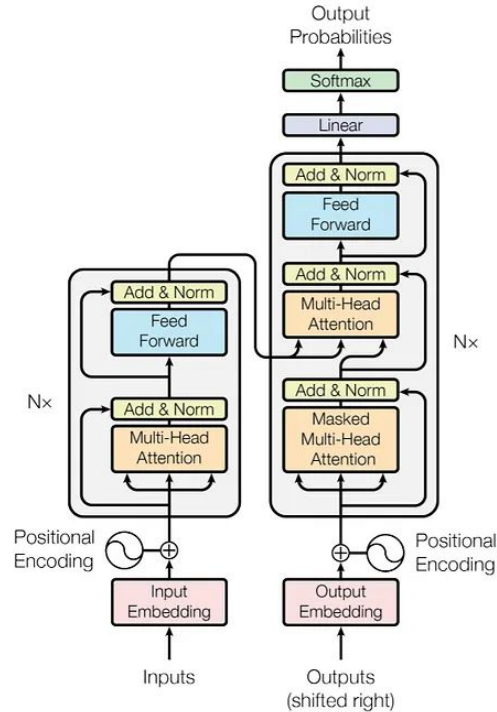 Output
Probabilities
Softmax
Linear
Add & Norm
Feed
Forward
Add & Norm
Multi-Head
Attention
Add & Norm
Masked
Multi-Head
Attention
N×
Add & Norm
Feed
Forward
Add & Norm
Multi-Head
Attention
N×
Positional
Encoding
Positional
Encoding
Input
Embedding
Output
Embedding
Inputs
Outputs
(shifted right)